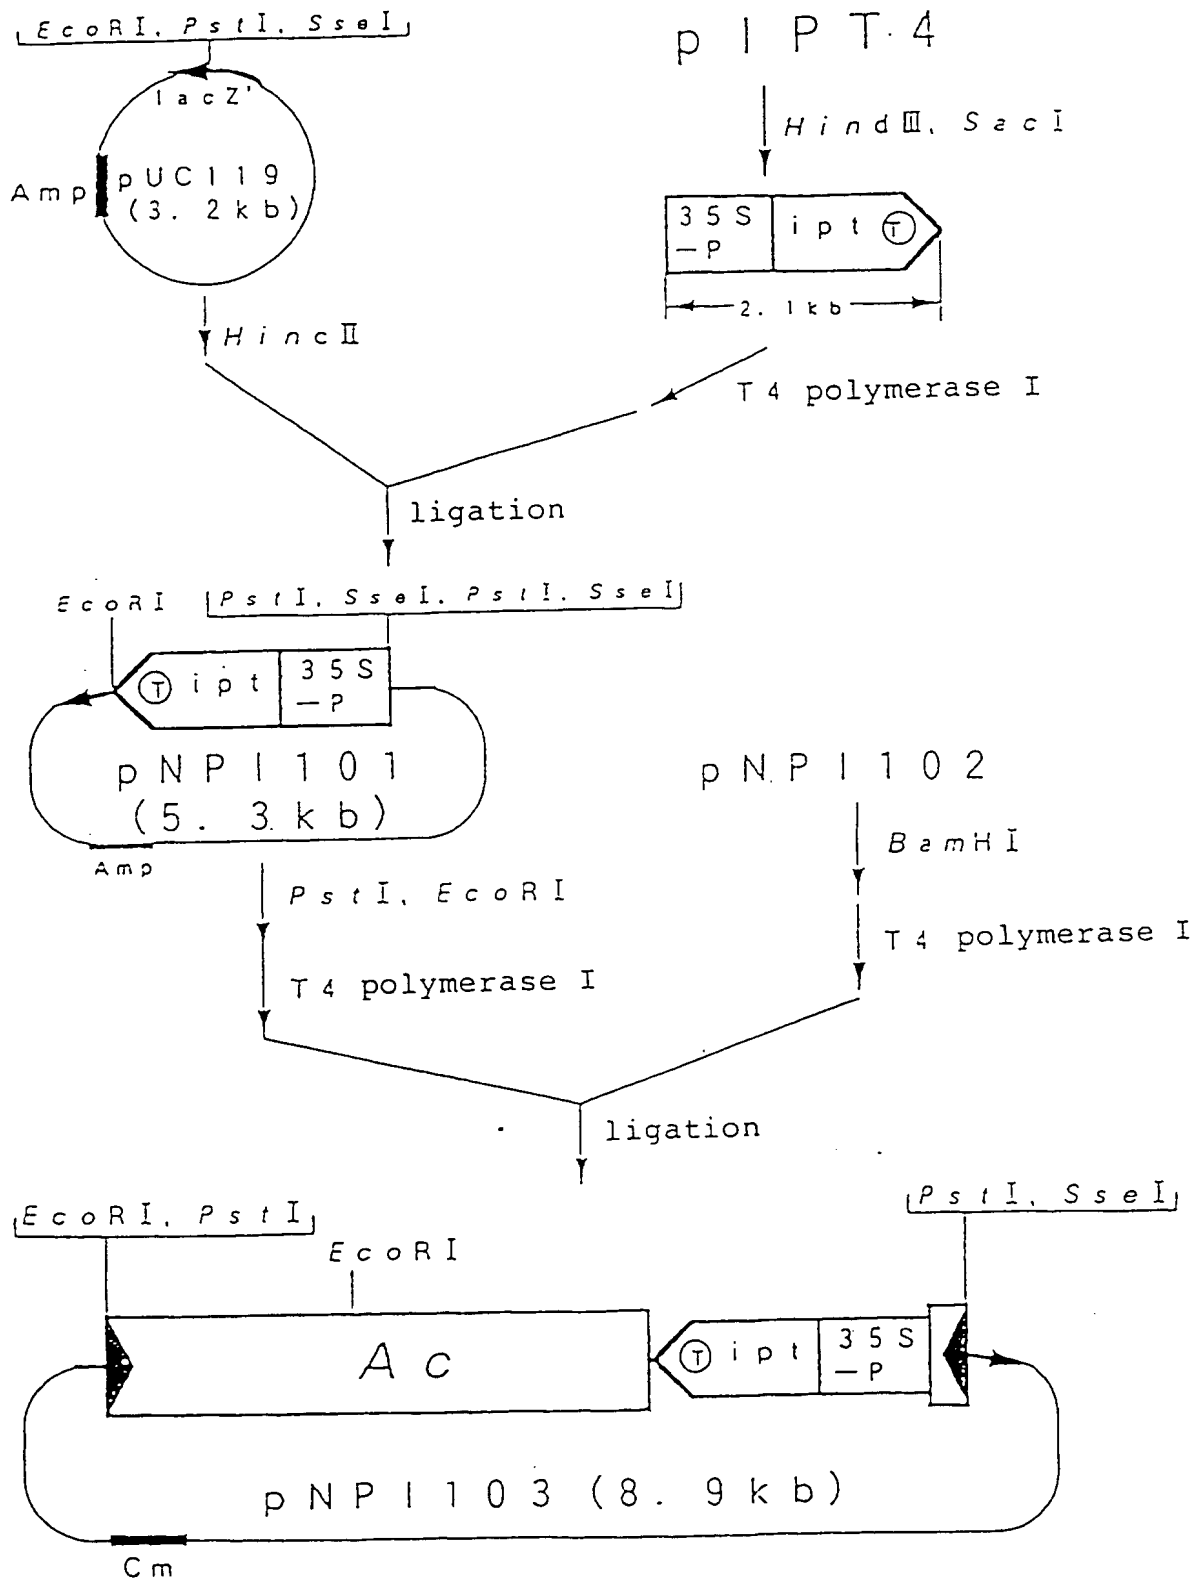 EcoRI, PstI, SseI
pIPT4
lacZ'
HindⅢ, SacI
Amp
pUC119
(3. 2kb)
35S
—P
ipt Ⓣ
2. 1kb
HincⅡ
T4 polymerase I
ligation
EcoRI
PstI, SseI, PstI, SseI
Ⓣ ipt
35S
—P
pNPI101
(5. 3kb)
Amp
pNPI102
BamHI
PstI, EcoRI
T4 polymerase I
T4 polymerase I
ligation
EcoRI, PstI
PstI, SseI
EcoRI
Ac
Ⓣ ipt
35S
—P
pNPI103 (8. 9kb)
Cm